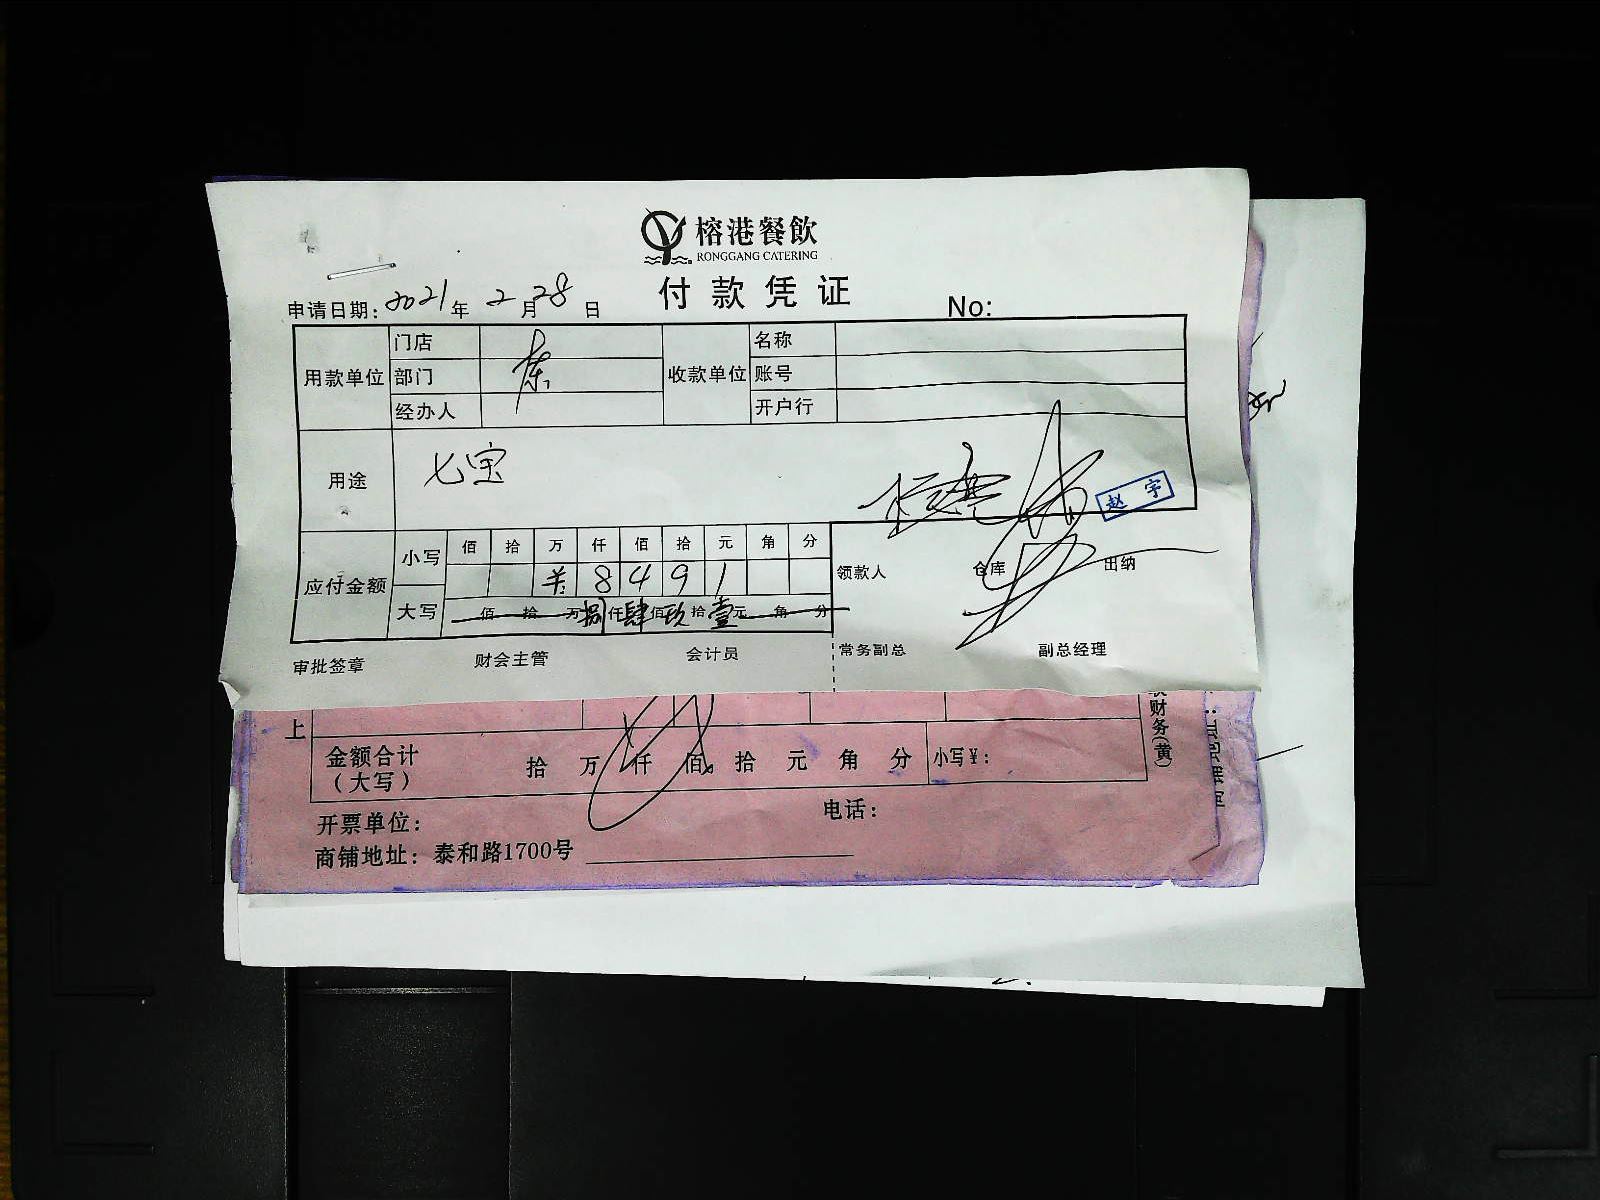 榕港餐飲
RONGGANG CATERING
付款凭证
申请日期: 2021年 2月28日 No:
用款单位 门店 收款单位 名称
部门 账号
经办人 开户行
用途 七宝
赵宇
应付金额 小写 佰 拾 万 仟 佰 拾 元 角 分
8 4 9 1
大写 佰 拾 万捌仟肆佰玖拾壹元 角 分
领款人 仓库 出纳
审批签章 财会主管 会计员 常务副总 副总经理
上
金额合计 拾 万 仟 佰 拾 元 角 分 小写¥:
(大写)
财务(黄)
开票单位: 电话:
商铺地址: 泰和路1700号